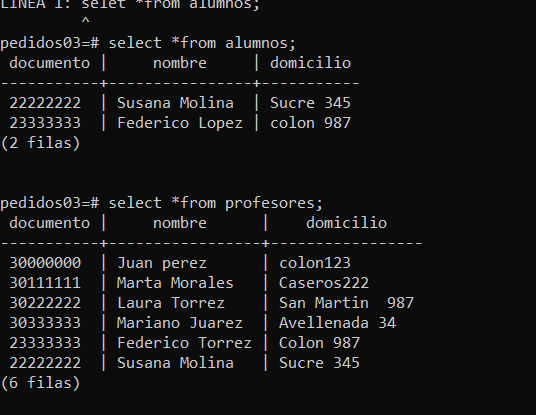 LINEA 1: selet *from alumnos;
^
pedidos03=# select *from alumnos;
documento |     nombre     | domicilio
-----------+----------------+-----------
22222222  | Susana Molina  | Sucre 345
23333333  | Federico Lopez | colon 987
(2 filas)
pedidos03=# select *from profesores;
documento |     nombre      |    domicilio
-----------+-----------------+-----------------
30000000  | Juan perez      | colon123
30111111  | Marta Morales   | Caseros222
30222222  | Laura Torrez    | San Martin  987
30333333  | Mariano Juarez  | Avellenada 34
23333333  | Federico Torrez | Colon 987
22222222  | Susana Molina   | Sucre 345
(6 filas)